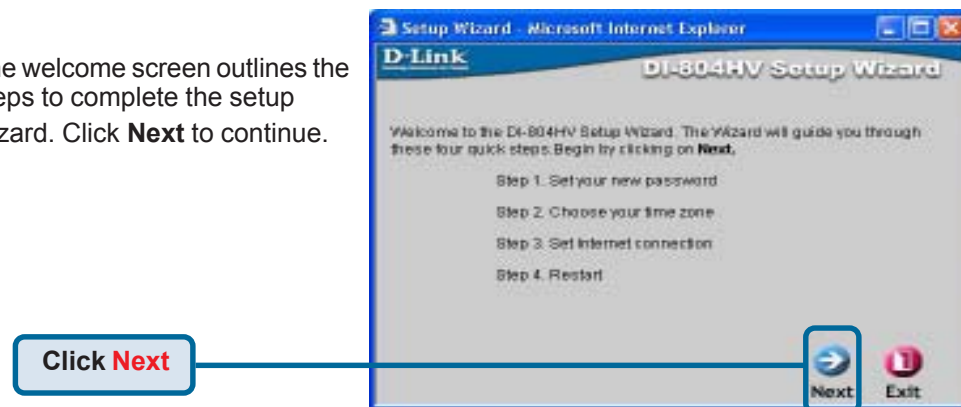 he welcome screen outlines the
eps to complete the setup
zard. Click Next to continue.
Setup Wizard - Microsoft Internet Explorer
D-Link
DI-804HV Setup Wizard
Welcome to the DI-804HV Setup Wizard. The Wizard will guide you through
these four quick steps. Begin by clicking on Next.
Step 1. Set your new password
Step 2. Choose your time zone
Step 3. Set Internet connection
Step 4. Restart
Click Next
Next
Exit